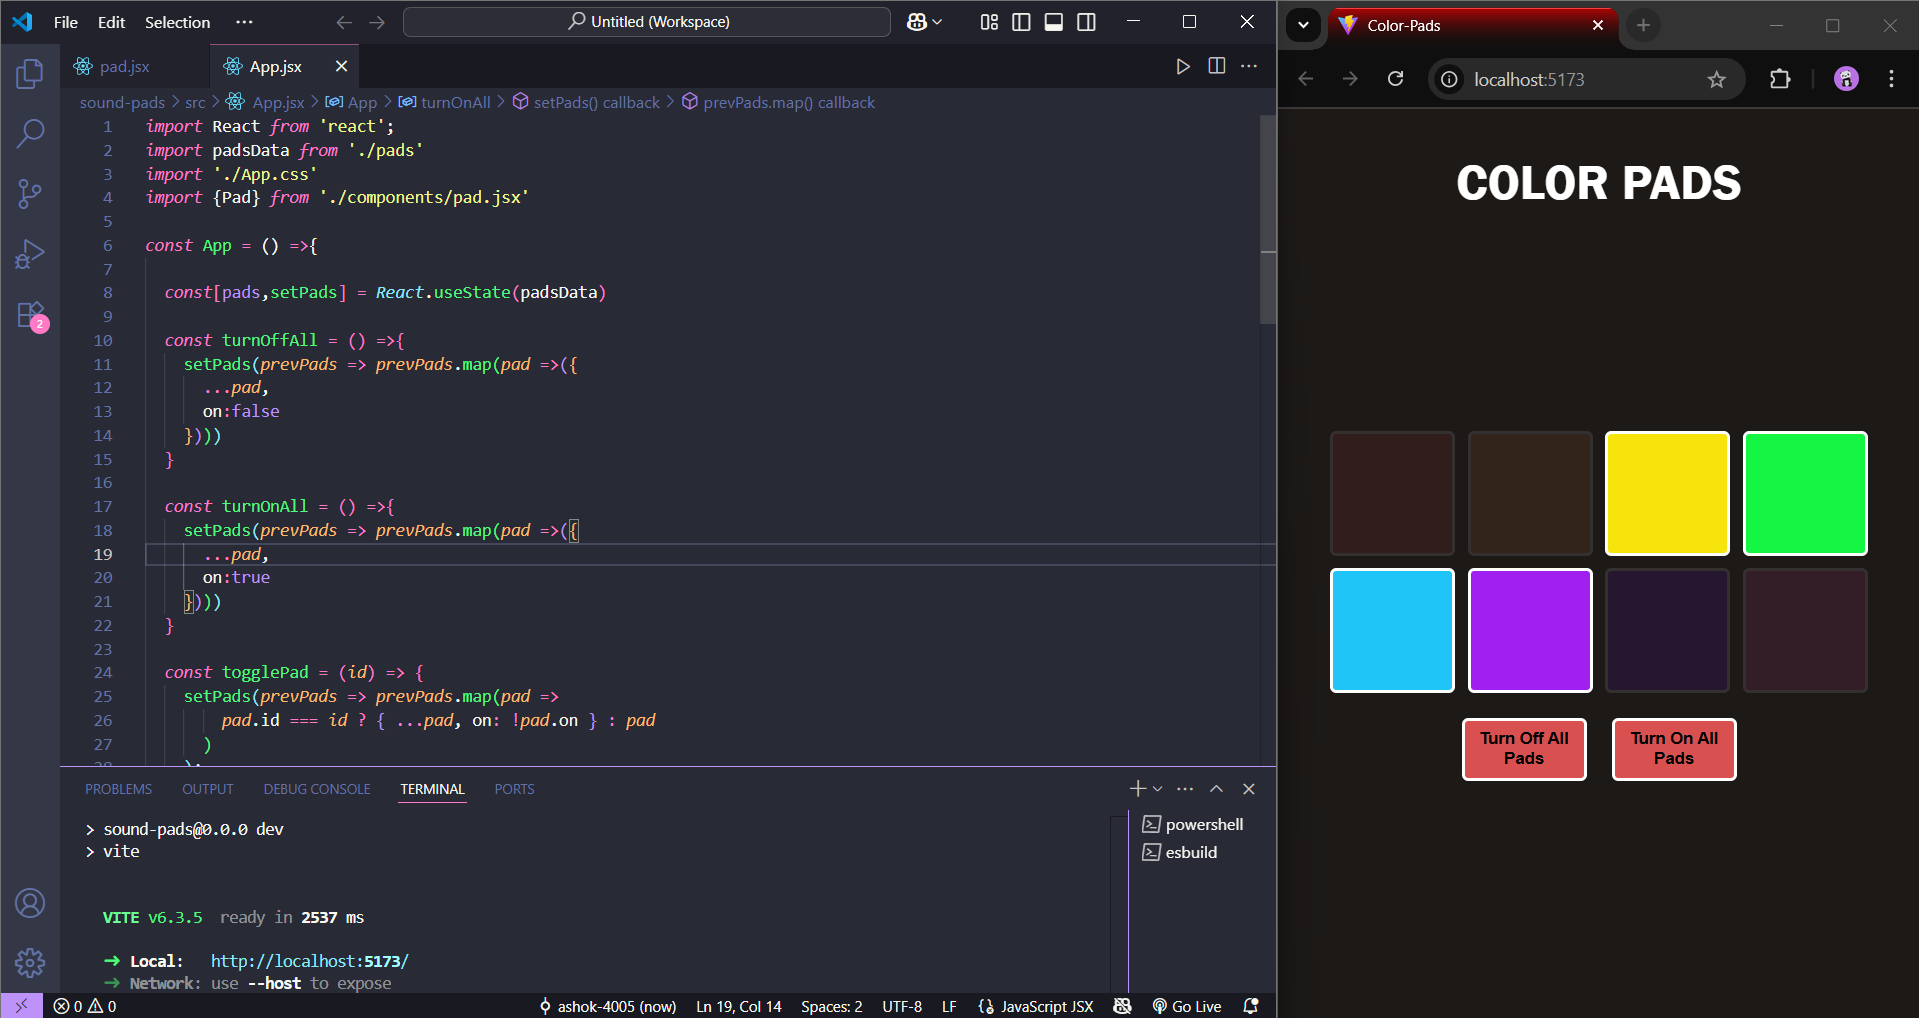 File Edit Selection ··· Untitled (Workspace)
pad.jsx App.jsx
sound-pads > src > App.jsx > App > turnOnAll > setPads() callback > prevPads.map() callback
1 import React from 'react';
2 import padsData from './pads'
3 import './App.css'
4 import {Pad} from './components/pad.jsx'
5
6 const App = () =>{
7
8 const[pads,setPads] = React.useState(padsData)
9
10 const turnOffAll = () =>{
11 setPads(prevPads => prevPads.map(pad =>({
12 ...pad,
13 on:false
14 })))
15 }
16
17 const turnOnAll = () =>{
18 setPads(prevPads => prevPads.map(pad =>({
19 ...pad,
20 on:true
21 })))
22 }
23
24 const togglePad = (id) => {
25 setPads(prevPads => prevPads.map(pad =>
26 pad.id === id ? { ...pad, on: !pad.on } : pad
27 )
28 );
2
PROBLEMS OUTPUT DEBUG CONSOLE TERMINAL PORTS
> sound-pads@0.0.0 dev
> vite
VITE v6.3.5 ready in 2537 ms
➜ Local: http://localhost:5173/
➜ Network: use --host to expose
powershell
esbuild
0 0 ashok-4005 (now) Ln 19, Col 14 Spaces: 2 UTF-8 LF JavaScript JSX Go Live
Color-Pads
localhost:5173
COLOR PADS
Turn Off All
Pads
Turn On All
Pads